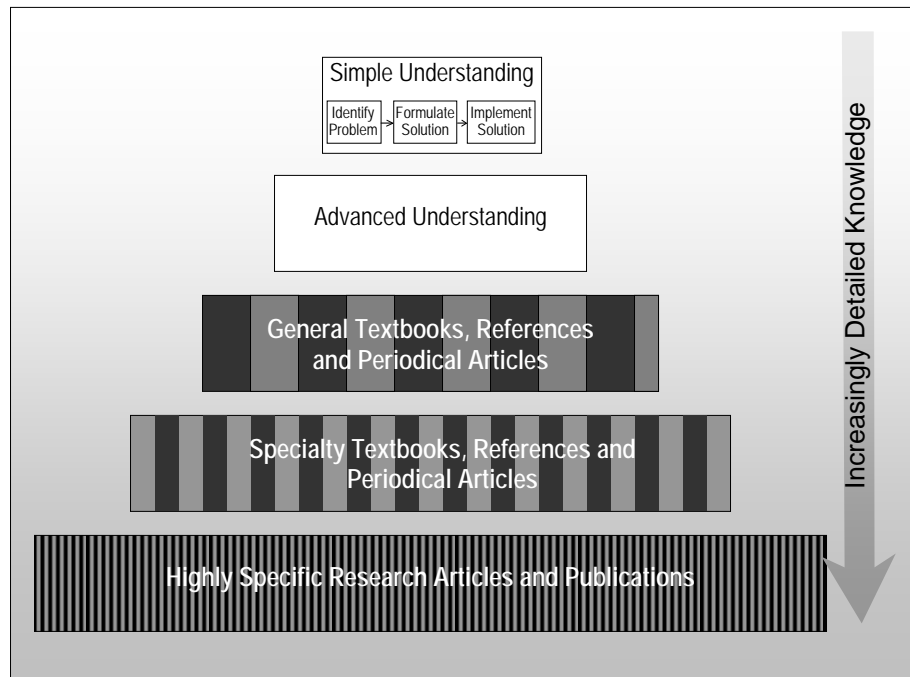 Simple Understanding
Identify
Problem
Formulate
Solution
Implement
Solution
Advanced Understanding
General Textbooks, References
and Periodical Articles
Specialty Textbooks, References and
Periodical Articles
Highly Specific Research Articles and Publications
Increasingly Detailed Knowledge